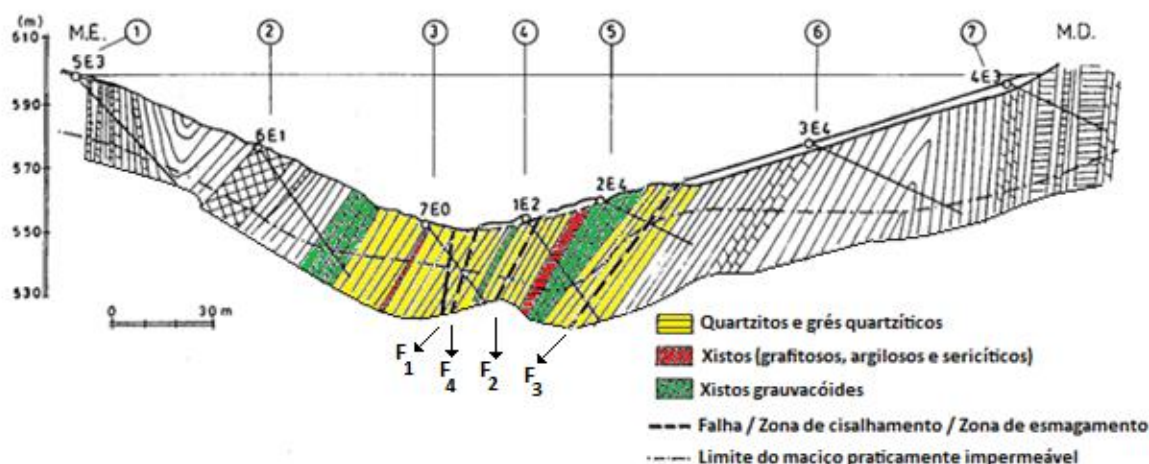 (m)
610
M.E.
1
2
3
4
5
6
7
M.D.
5E3
4E3
590
6E1
3E4
570
2E4
7E0
1E2
550
530
0
30 m
F1
F4
F2
F3
Quartzitos e grés quartzíticos
Xistos (grafitosos, argilosos e sericíticos)
Xistos grauvacóides
Falha / Zona de cisalhamento / Zona de esmagamento
Limite do maciço praticamente impermeável